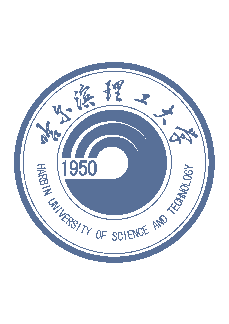 哈尔滨理工大学
1950
HARBIN UNIVERSITY OF SCIENCE AND TECHNOLOGY